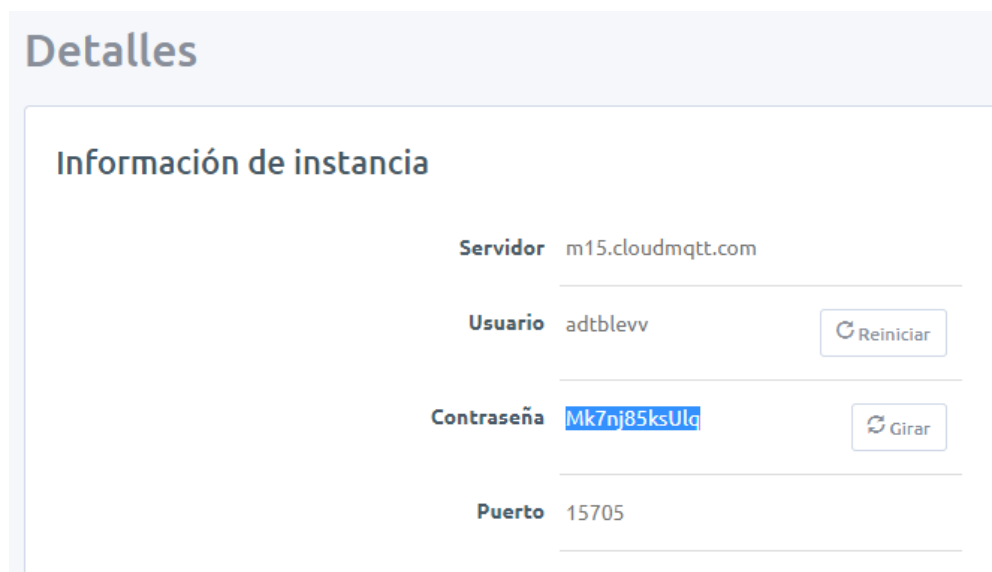 Detalles
Información de instancia
Servidor m15.cloudmqtt.com
Usuario adtblevv Reiniciar
Contraseña Mk7nj85ksUlq Girar
Puerto 15705